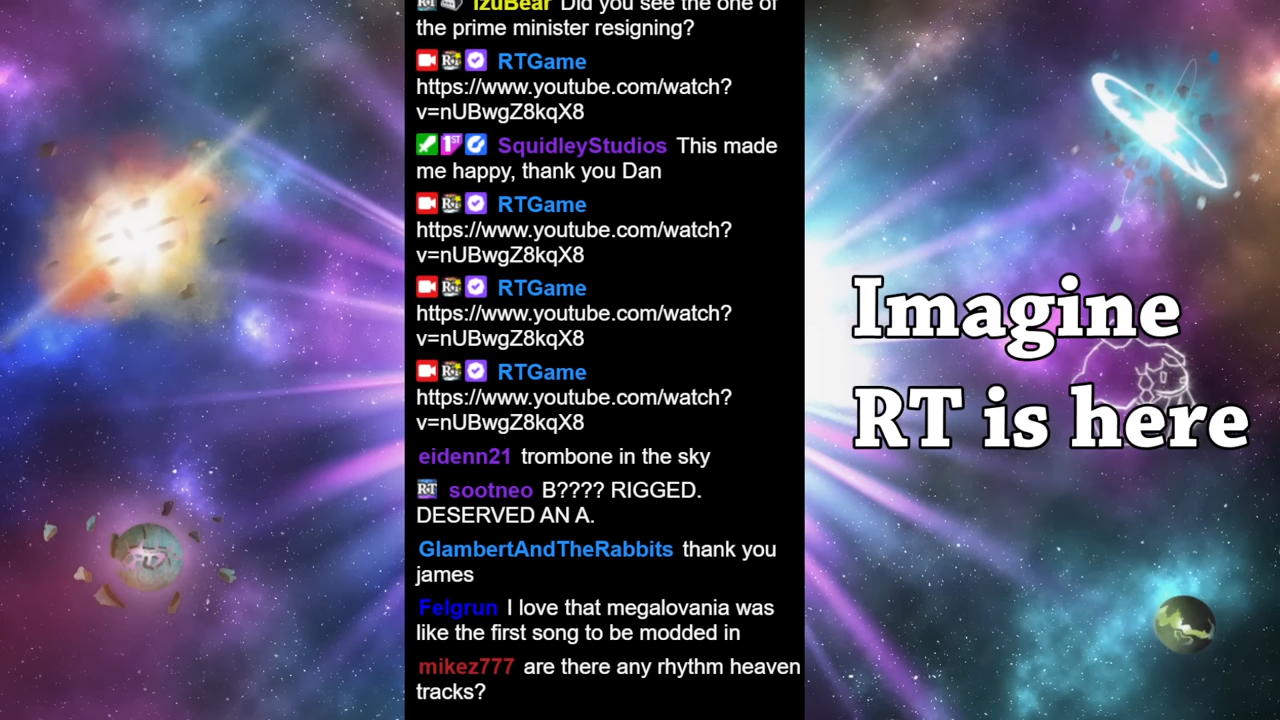 IzuBear Did you see the one of
the prime minister resigning?
RTGame
https://www.youtube.com/watch?
v=nUBwgZ8kqX8
SquidleyStudios This made
me happy, thank you Dan
RTGame
https://www.youtube.com/watch?
v=nUBwgZ8kqX8
RTGame
https://www.youtube.com/watch?
v=nUBwgZ8kqX8
RTGame
https://www.youtube.com/watch?
v=nUBwgZ8kqX8
eidenn21 trombone in the sky
RT sootneo B???? RIGGED.
DESERVED AN A.
GlambertAndTheRabbits thank you
james
Felgrun I love that megalovania was
like the first song to be modded in
mikez777 are there any rhythm heaven
tracks?
Imagine
RT is here